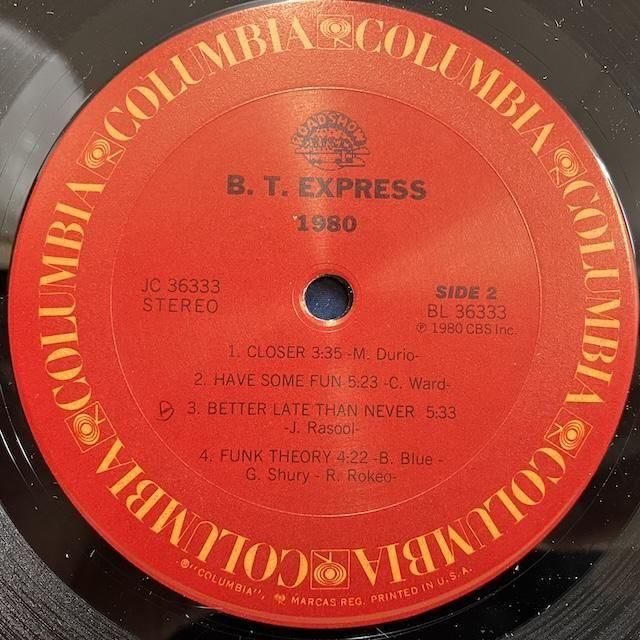 COLUMBIA COLUMBIA COLUMBIA COLUMBIA COLUMBIA COLUMBIA
ROADSHOW
B. T. EXPRESS
1980
JC 36333
STEREO
SIDE 2
BL 36333
℗ 1980 CBS Inc.
1. CLOSER 3:35 -M. Durio-
2. HAVE SOME FUN 5:23 -C. Ward-
3. BETTER LATE THAN NEVER 5:33
-J. Rasool-
4. FUNK THEORY 4:22 -B. Blue -
G. Shury - R. Rokeo-
® "COLUMBIA", MARCAS REG. PRINTED IN U.S.A.